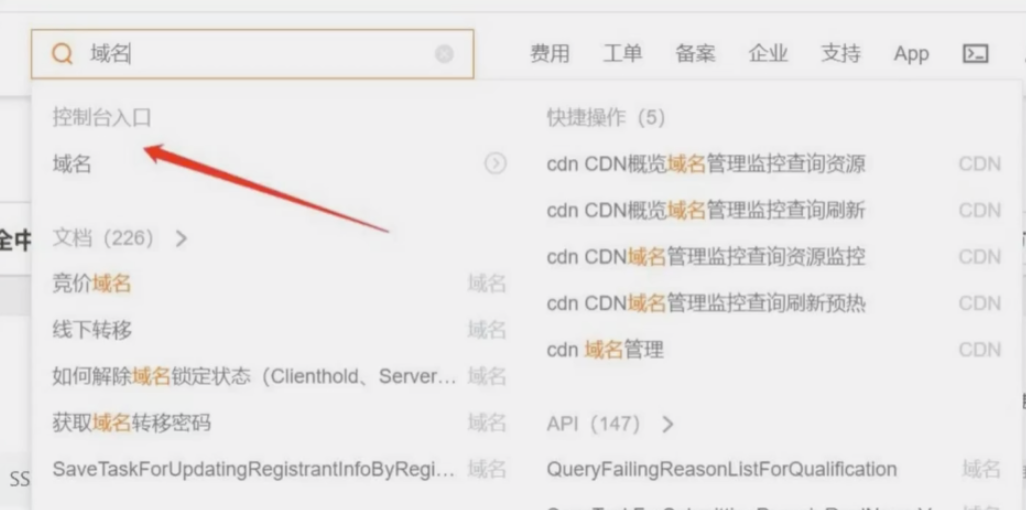 域名
费用 工单 备案 企业 支持 App
控制台入口
域名
文档（226）
竞价域名 域名
线下转移 域名
如何解除域名锁定状态（Clienthold、Server... 域名
获取域名转移密码 域名
SaveTaskForUpdatingRegistrantInfoByRegi... 域名
快捷操作（5）
cdn CDN概览域名管理监控查询资源 CDN
cdn CDN概览域名管理监控查询刷新 CDN
cdn CDN域名管理监控查询资源监控 CDN
cdn CDN域名管理监控查询刷新预热 CDN
cdn 域名管理 CDN
API（147）
QueryFailingReasonListForQualification 域名
全中
SS